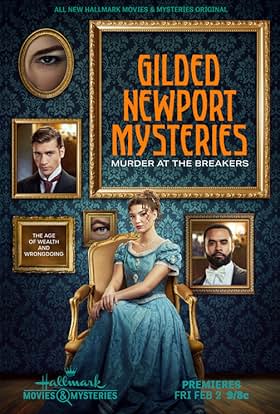 ALL NEW HALLMARK MOVIES & MYSTERIES ORIGINAL
GILDED
NEWPORT
MYSTERIES
MURDER AT THE BREAKERS
THE AGE
OF WEALTH
AND
WRONGDOING
Hallmark
MOVIES & MYSTERIES
PREMIERES
FRI FEB 2 9/8c